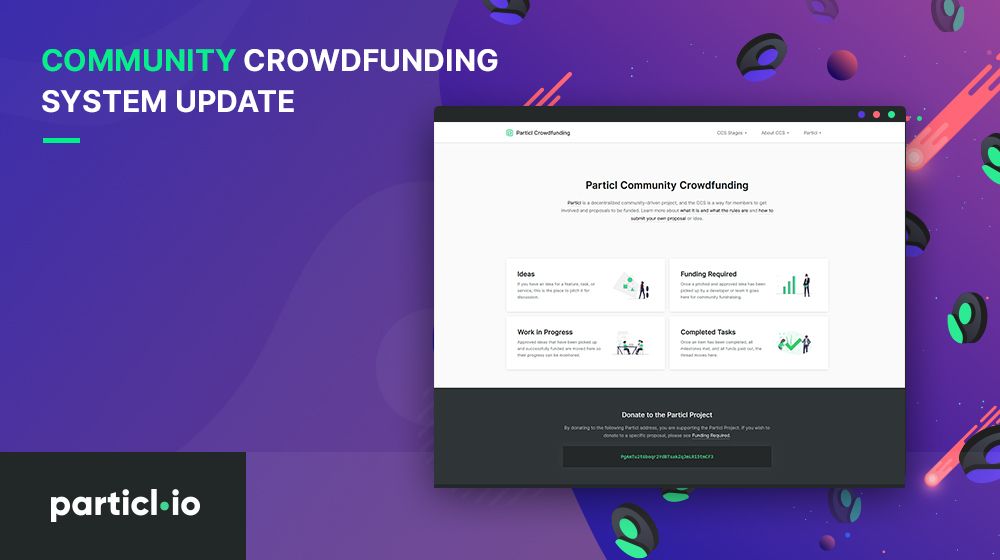 COMMUNITY CROWDFUNDING
SYSTEM UPDATE
Particl Crowdfunding
CCS Stages
About CCS
Particl
Particl Community Crowdfunding
Particl is a decentralized community-driven project, and the CCS is a way for members to get
involved and proposals to be funded. Learn more about what it is and what the rules are and how to
submit your own proposal or idea.
Ideas
If you have an idea for a feature, task, or
service, this is the place to pitch it for
discussion.
Funding Required
Once a pitched and approved idea has been
picked up by a developer or team it goes
here for community fundraising.
Work in Progress
Approved ideas that have been picked up
and successfully funded are moved here so
their progress can be monitored.
Completed Tasks
Once an item has been completed, all
milestones met, and all funds paid out, the
thread moves here.
Donate to the Particl Project
By donating to the following Particl address, you are supporting the Particl Project. If you wish to
donate to a specific proposal, please see Funding Required.
particl.io